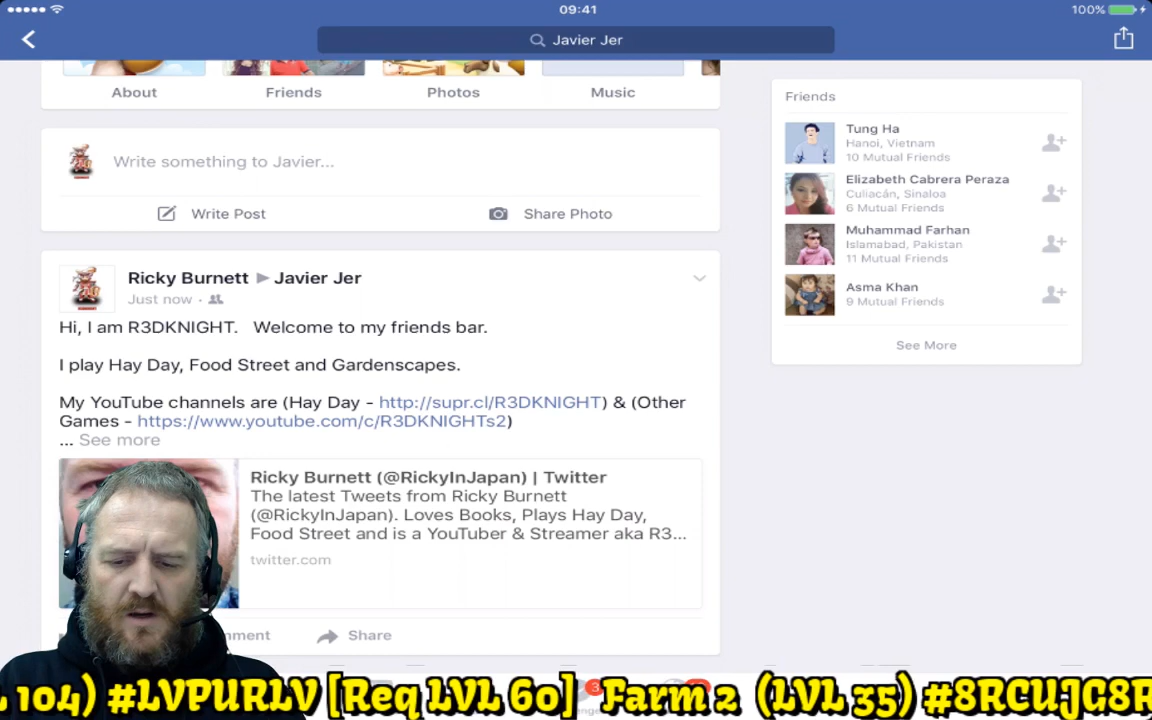 09:41
100%
Javier Jer
About
Friends
Photos
Music
Write something to Javier...
Write Post
Share Photo
Ricky Burnett ▶ Javier Jer
Just now ·
Hi, I am R3DKNIGHT. Welcome to my friends bar.
I play Hay Day, Food Street and Gardenscapes.
My YouTube channels are (Hay Day - http://supr.cl/R3DKNIGHT) & (Other
Games - https://www.youtube.com/c/R3DKNIGHTs2)
... See more
Ricky Burnett (@RickyInJapan) | Twitter
The latest Tweets from Ricky Burnett
(@RickyInJapan). Loves Books, Plays Hay Day,
Food Street and is a YouTuber & Streamer aka R3...
twitter.com
Share
Friends
Tung Ha
Hanoi, Vietnam
10 Mutual Friends
Elizabeth Cabrera Peraza
Culiacán, Sinaloa
6 Mutual Friends
Muhammad Farhan
Islamabad, Pakistan
11 Mutual Friends
Asma Khan
9 Mutual Friends
See More
104) #LVPURLV [Req LVL 60] Farm 2 (LVL 35) #8RCUJG8R